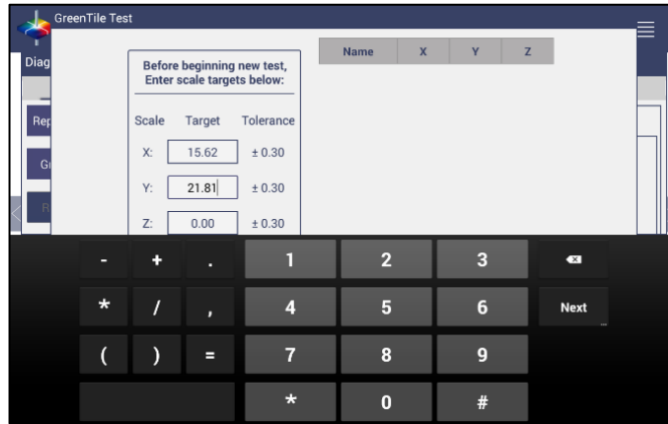 GreenTile Test
Diag
Rep
Before beginning new test,
Enter scale targets below:
Scale Target Tolerance
X: 15.62 ± 0.30
Y: 21.81 ± 0.30
Z: 0.00 ± 0.30
Name X Y Z
- + . 1 2 3
* / , 4 5 6 Next
( ) = 7 8 9
* 0 #